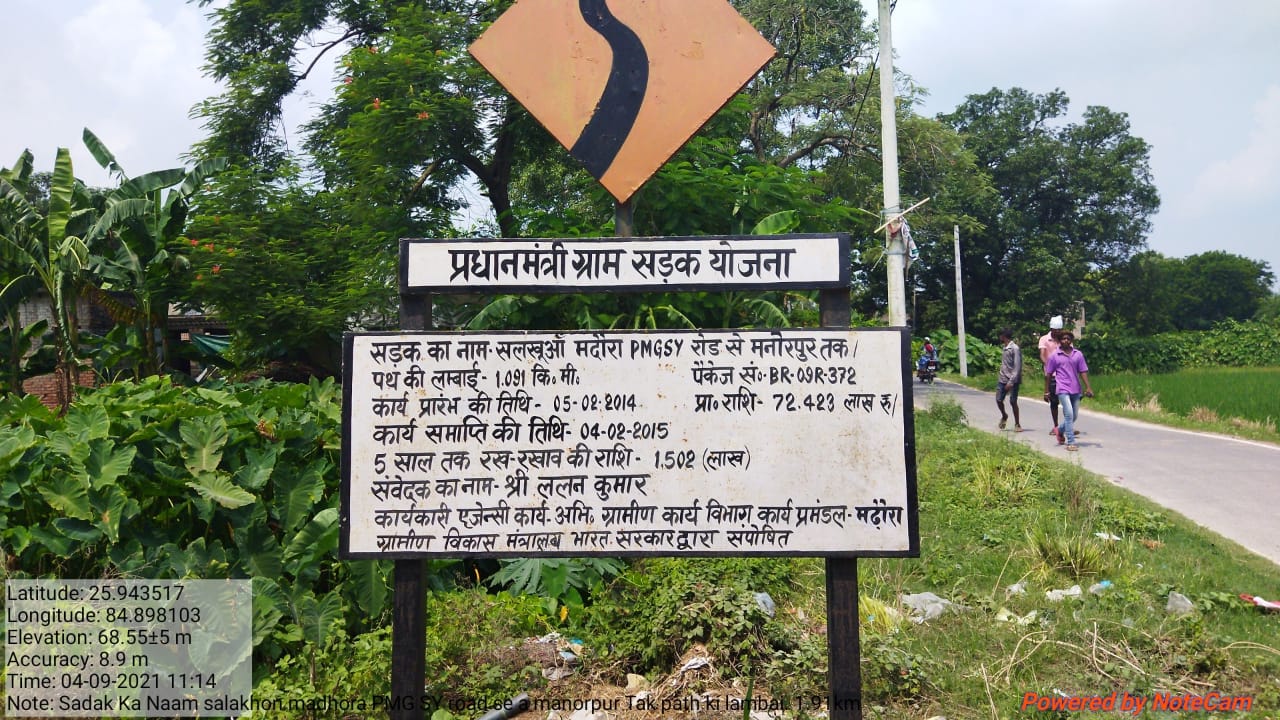 प्रधानमंत्री ग्राम सड़क योजना
सड़क का नाम-सलखूआँ मढौरा PMGSY रोड से मनोरपुर तक/
पथ की लाम्बाई- 1.091 कि॰ मी॰
पैकेज सं॰-BR-09R-372
कार्य प्रारंभ की तिथि- 05-02-2014
प्रा॰ राशि- 72.423 लाख रु/
कार्य समाप्ति की तिथि- 04-02-2015
5 साल तक रख-रखाव की राशि- 1.502 (लाख)
संवेदक का नाम- श्री ललन कुमार
कार्यकारी एजेन्सी कार्य- अभि॰ ग्रामीण कार्य विभाग कार्य प्रमंडल- मढ़ौरा
ग्रामीण विकास मंत्रालय भारत सरकार द्वारा सपोषित
Latitude: 25.943517
Longitude: 84.898103
Elevation: 68.55±5 m
Accuracy: 8.9 m
Time: 04-09-2021 11:14
Note: Sadak Ka Naam salakhon madhora PMG SY road se a manorpur Tak path ki lambai. 1.91km
Powered by NoteCam